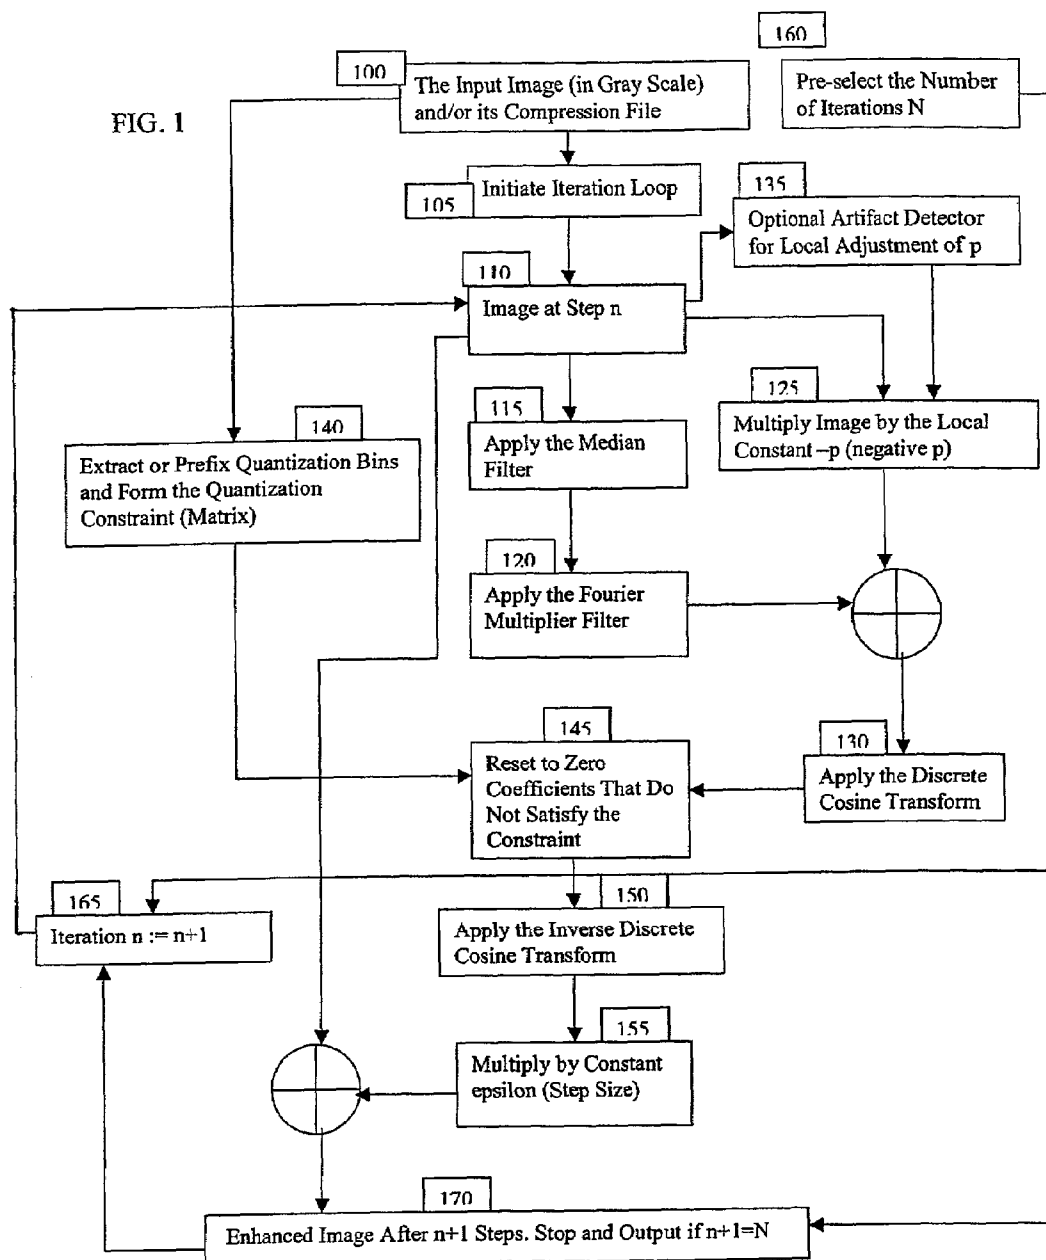 160
100
The Input Image (in Gray Scale)
and/or its Compression File
Pre-select the Number
of Iterations N
FIG. 1
135
105
Initiate Iteration Loop
Optional Artifact Detector
for Local Adjustment of p
110
Image at Step n
125
115
140
Multiply Image by the Local
Constant –p (negative p)
Apply the Median
Filter
Extract or Prefix Quantization Bins
and Form the Quantization
Constraint (Matrix)
120
Apply the Fourier
Multiplier Filter
145
130
Reset to Zero
Coefficients That Do
Not Satisfy the
Constraint
Apply the Discrete
Cosine Transform
165
150
Iteration n := n+1
Apply the Inverse Discrete
Cosine Transform
155
Multiply by Constant
epsilon (Step Size)
170
Enhanced Image After n+1 Steps. Stop and Output if n+1=N